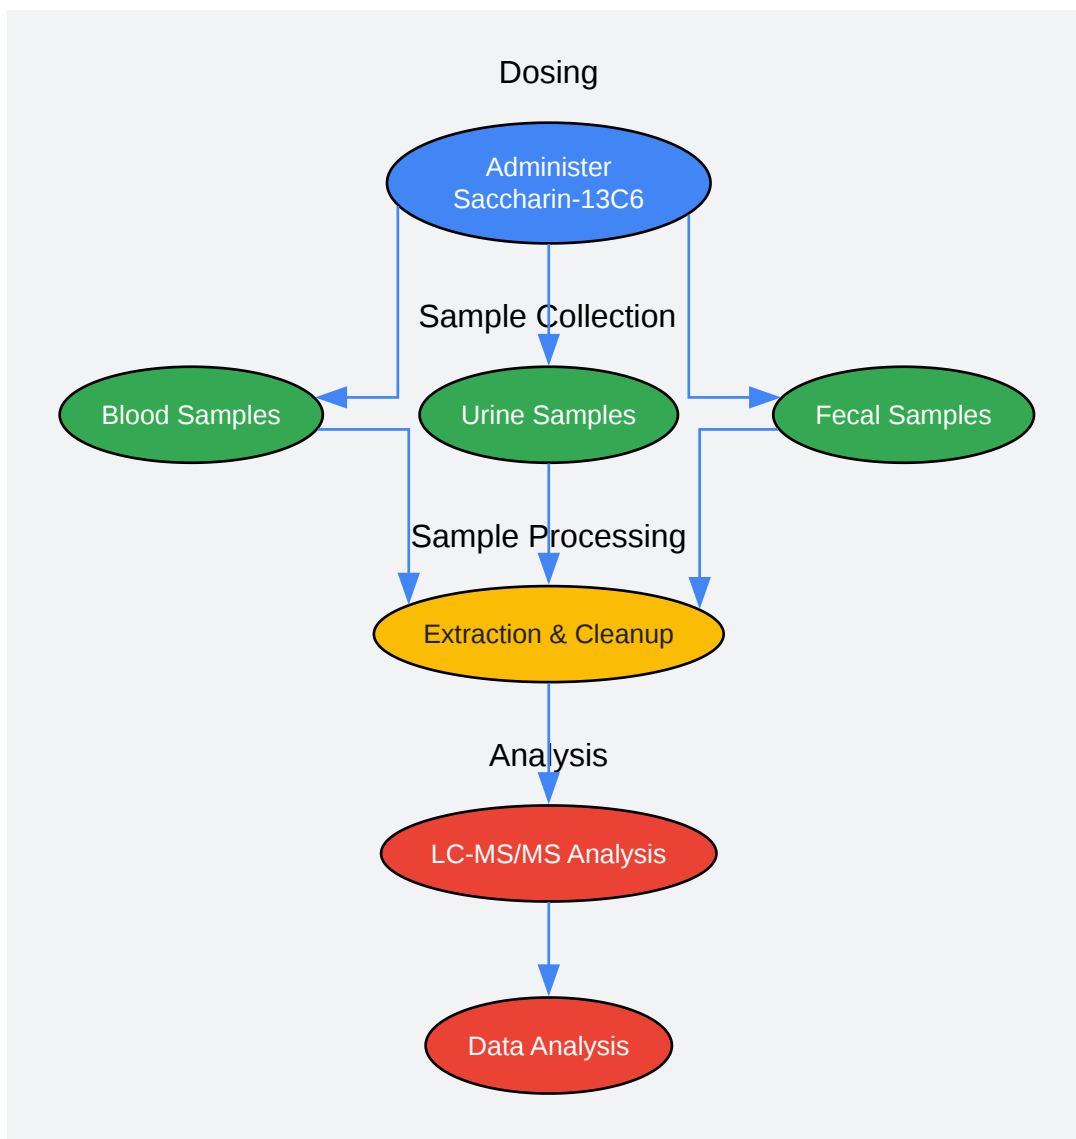 Dosing
Administer
Saccharin-13C6
Sample Collection
Blood Samples
Urine Samples
Fecal Samples
Sample Processing
Extraction & Cleanup
Analysis
LC-MS/MS Analysis
Data Analysis